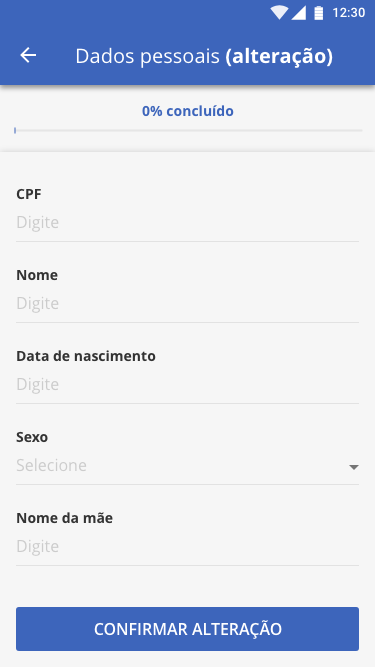 12:30
Dados pessoais (alteração)
0% concluído
CPF
Digite
Nome
Digite
Data de nascimento
Digite
Sexo
Selecione
Nome da mãe
Digite
CONFIRMAR ALTERAÇÃO